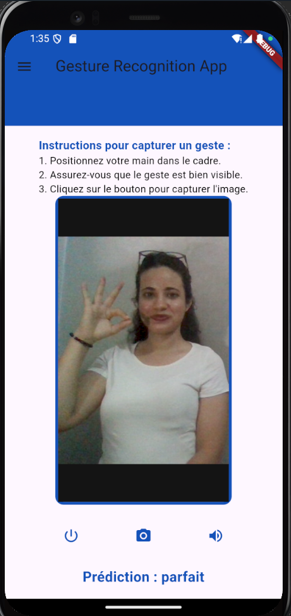 1:35
DEBUG
Gesture Recognition App
Instructions pour capturer un geste :
1. Positionnez votre main dans le cadre.
2. Assurez-vous que le geste est bien visible.
3. Cliquez sur le bouton pour capturer l'image.
Prédiction : parfait